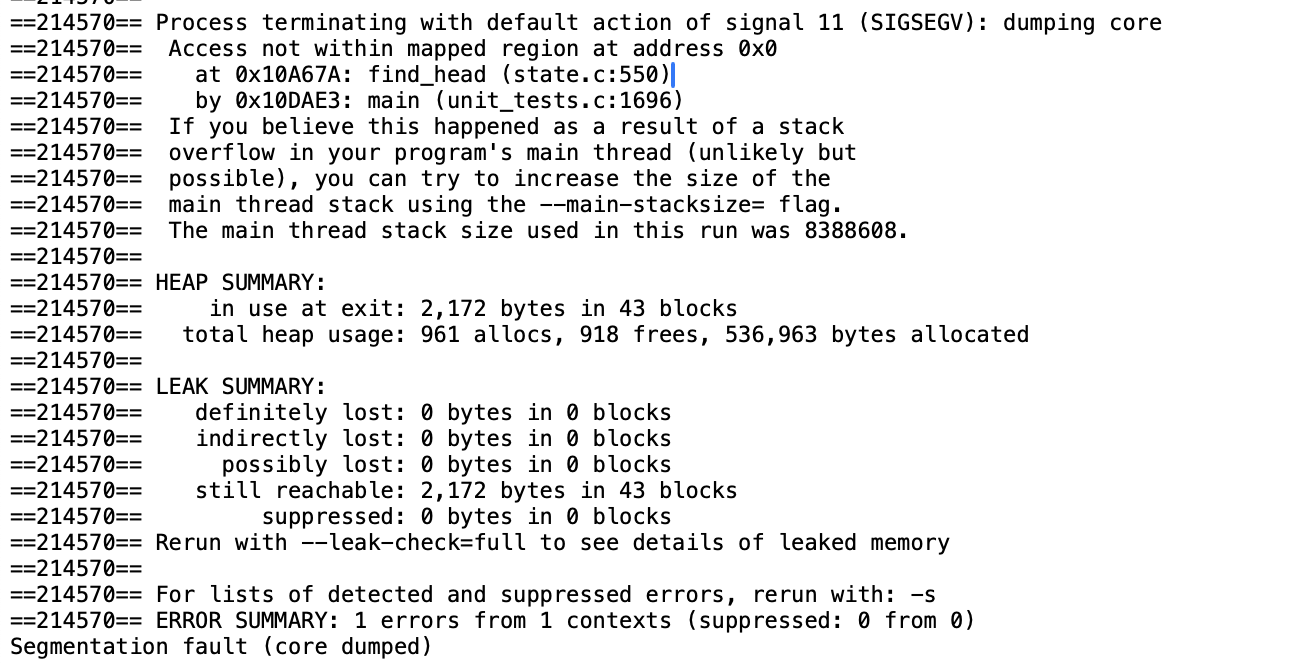 ==214570== Process terminating with default action of signal 11 (SIGSEGV): dumping core
==214570==  Access not within mapped region at address 0x0
==214570==    at 0x10A67A: find_head (state.c:550)
==214570==    by 0x10DAE3: main (unit_tests.c:1696)
==214570==  If you believe this happened as a result of a stack
==214570==  overflow in your program's main thread (unlikely but
==214570==  possible), you can try to increase the size of the
==214570==  main thread stack using the --main-stacksize= flag.
==214570==  The main thread stack size used in this run was 8388608.
==214570==
==214570== HEAP SUMMARY:
==214570==     in use at exit: 2,172 bytes in 43 blocks
==214570==   total heap usage: 961 allocs, 918 frees, 536,963 bytes allocated
==214570==
==214570== LEAK SUMMARY:
==214570==    definitely lost: 0 bytes in 0 blocks
==214570==    indirectly lost: 0 bytes in 0 blocks
==214570==      possibly lost: 0 bytes in 0 blocks
==214570==    still reachable: 2,172 bytes in 43 blocks
==214570==         suppressed: 0 bytes in 0 blocks
==214570== Rerun with --leak-check=full to see details of leaked memory
==214570==
==214570== For lists of detected and suppressed errors, rerun with: -s
==214570== ERROR SUMMARY: 1 errors from 1 contexts (suppressed: 0 from 0)
Segmentation fault (core dumped)